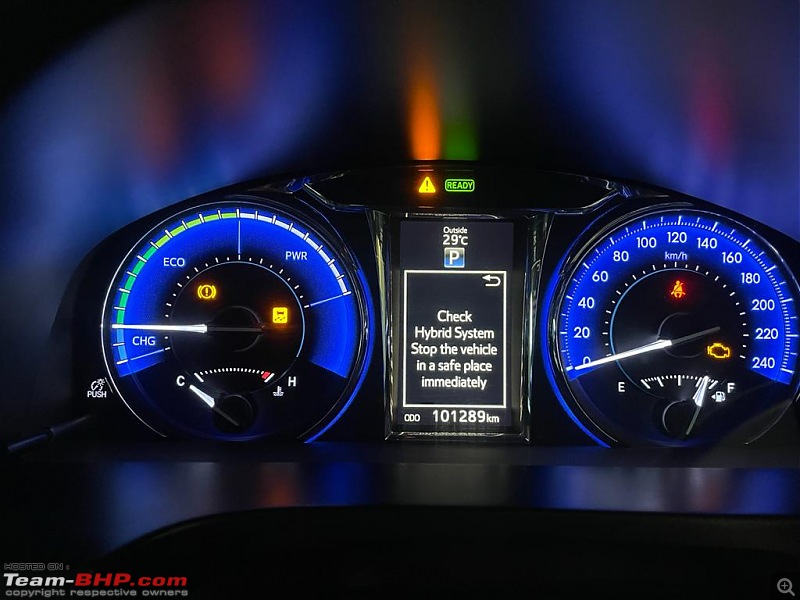 READY
Outside
29°C
P
ECO
PWR
CHG
C
H
PUSH
Check
Hybrid System
Stop the vehicle
in a safe place
immediately
ODO 101289 km
0
20
40
60
80
100
120
140
160
180
200
220
240
km/h
E
F
HOSTED ON :
Team-BHP.com
copyright respective owners